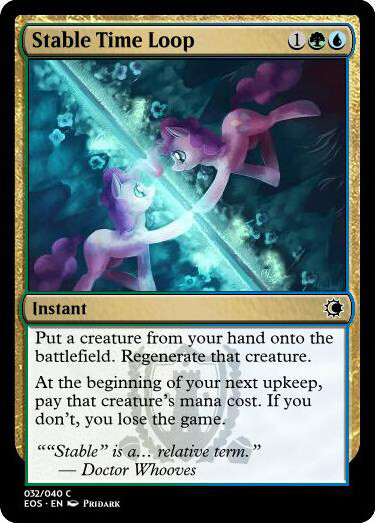 Stable Time Loop 1
Instant
Put a creature from your hand onto the
battlefield. Regenerate that creature.
At the beginning of your next upkeep,
pay that creature's mana cost. If you
don't, you lose the game.
““Stable” is a... relative term.”
— Doctor Whooves
032/040 C
EOS • EN Pridark